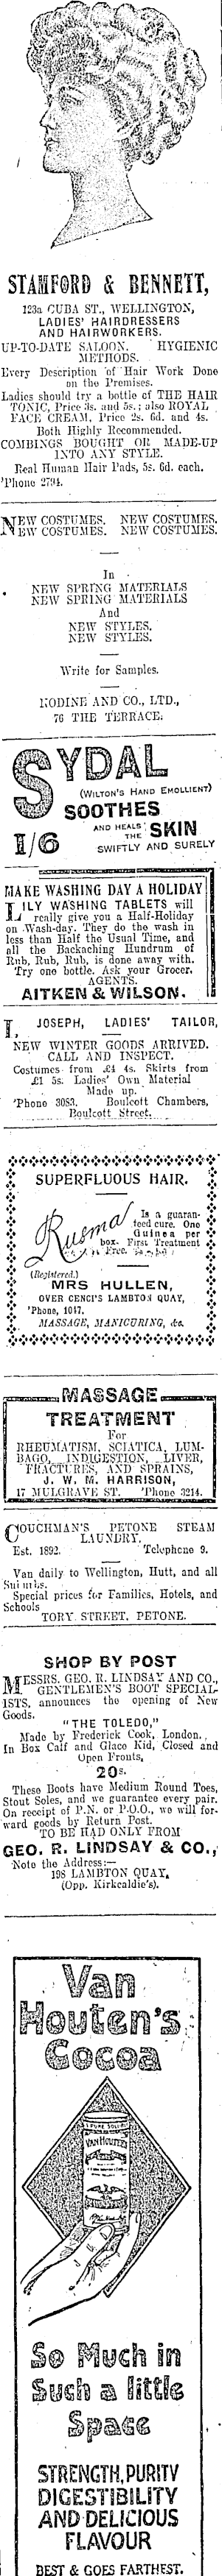 STAMFORD & BENNETT,
123a CUBA ST., WELLINGTON,
LADIES' HAIRDRESSERS
AND HAIRWORKERS.
UP-TO-DATE SALOON. HYGIENIC
METHODS.
Every Description of Hair Work Done
on the Premises.
Ladies should try a bottle of THE HAIR
TONIC, Price 3s. and 5s.; also ROYAL
FACE CREAM, Price 2s. 6d. and 4s.
Both Highly Recommended.
COMBINGS BOUGHT OR MADE-UP
INTO ANY STYLE.
Real Human Hair Pads, 5s. 6d. each.
'Phone 2794.
NEW COSTUMES. NEW COSTUMES.
NEW COSTUMES. NEW COSTUMES.
In
NEW SPRING MATERIALS
NEW SPRING MATERIALS
And
NEW STYLES.
NEW STYLES.
Write for Samples.
KODINE AND CO., LTD.,
76 THE TERRACE.
SYDAL
(WILTON'S HAND EMOLLIENT)
SOOTHES
AND HEALS THE SKIN
1/6 SWIFTLY AND SURELY
MAKE WASHING DAY A HOLIDAY
LILY WASHING TABLETS will
really give you a Half-Holiday
on Wash-day. They do the wash in
less than Half the Usual Time, and
all the Backaching Humdrum of
Rub, Rub, Rub, is done away with.
Try one bottle. Ask your Grocer.
AGENTS.
AITKEN & WILSON.
I. JOSEPH, LADIES' TAILOR,
NEW WINTER GOODS ARRIVED.
CALL AND INSPECT.
Costumes from £4 4s. Skirts from
£1 5s. Ladies' Own Material
Made up.
'Phone 3083. Boulcott Chambers,
Boulcott Street.
SUPERFLUOUS HAIR.
Rusma
Is a guaran-
teed cure. One
Guinea per
box. First Treatment
Free.
(Registered.)
MRS HULLEN,
OVER CENCI'S LAMBTON QUAY,
'Phone, 1047.
MASSAGE, MANICURING, &c.
MASSAGE
TREATMENT
For
RHEUMATISM, SCIATICA, LUM-
BAGO, INDIGESTION, LIVER,
FRACTURES, AND SPRAINS,
J. W. M. HARRISON,
17 MULGRAVE ST. 'Phone 3214.
COUCHMAN'S PETONE STEAM
LAUNDRY.
Est. 1892. Telephone 9.
Van daily to Wellington, Hutt, and all
Suburbs.
Special prices for Families, Hotels, and
Schools
TORY STREET, PETONE.
SHOP BY POST
MESSRS. GEO. R. LINDSAY AND CO.,
GENTLEMEN'S BOOT SPECIAL-
ISTS, announces the opening of New
Goods.
"THE TOLEDO,"
Made by Frederick Cook, London.
In Box Calf and Glace Kid, Closed and
Open Fronts,
20s.
These Boots have Medium Round Toes,
Stout Soles, and we guarantee every pair.
On receipt of P.N. or P.O.O., we will for-
ward goods by Return Post.
TO BE HAD ONLY FROM
GEO. R. LINDSAY & CO.,
Note the Address:—
198 LAMBTON QUAY,
(Opp. Kirkcaldie's).
Van
Houten's
Cocoa
VAN HOUTEN'S
So Much in
Such a little
Space
STRENGTH, PURITY
DIGESTIBILITY
AND DELICIOUS
FLAVOUR
BEST & GOES FARTHEST.